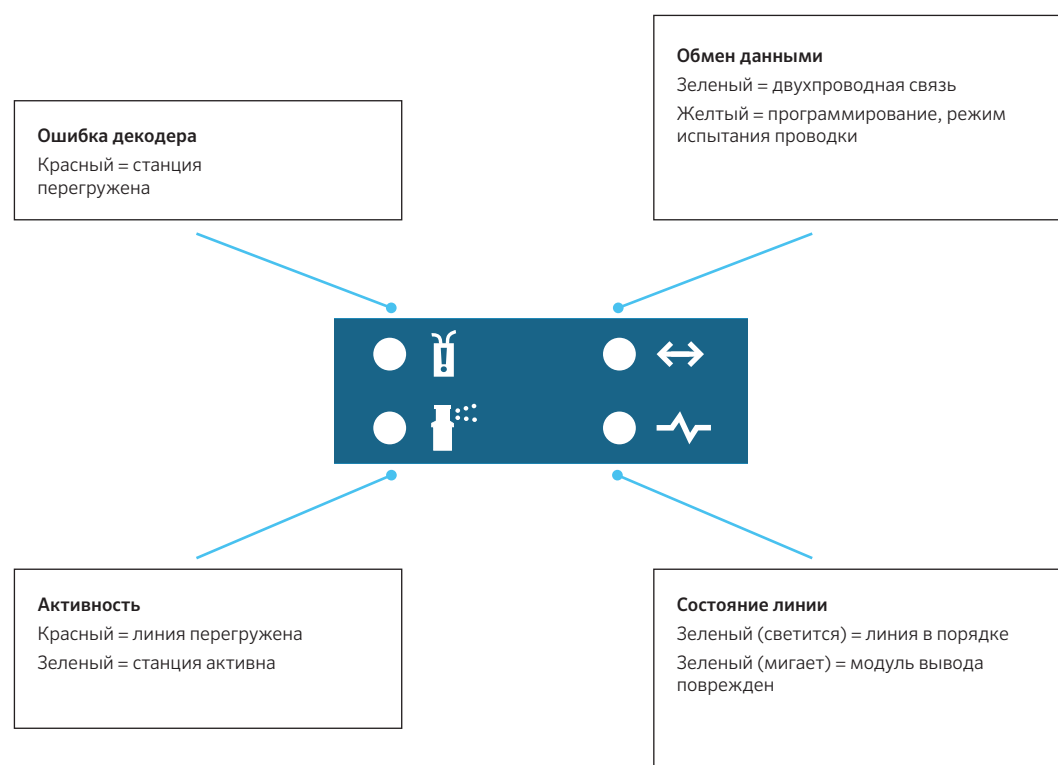 Ошибка декодера
Красный = станция
перегружена
Обмен данными
Зеленый = двухпроводная связь
Желтый = программирование, режим
испытания проводки
Активность
Красный = линия перегружена
Зеленый = станция активна
Состояние линии
Зеленый (светится) = линия в порядке
Зеленый (мигает) = модуль вывода
поврежден